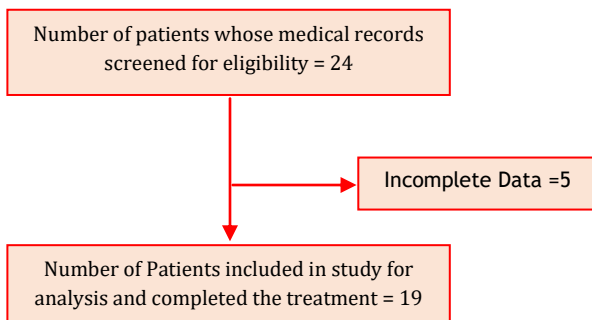 Number of patients whose medical records
screened for eligibility = 24
Incomplete Data =5
Number of Patients included in study for
analysis and completed the treatment = 19